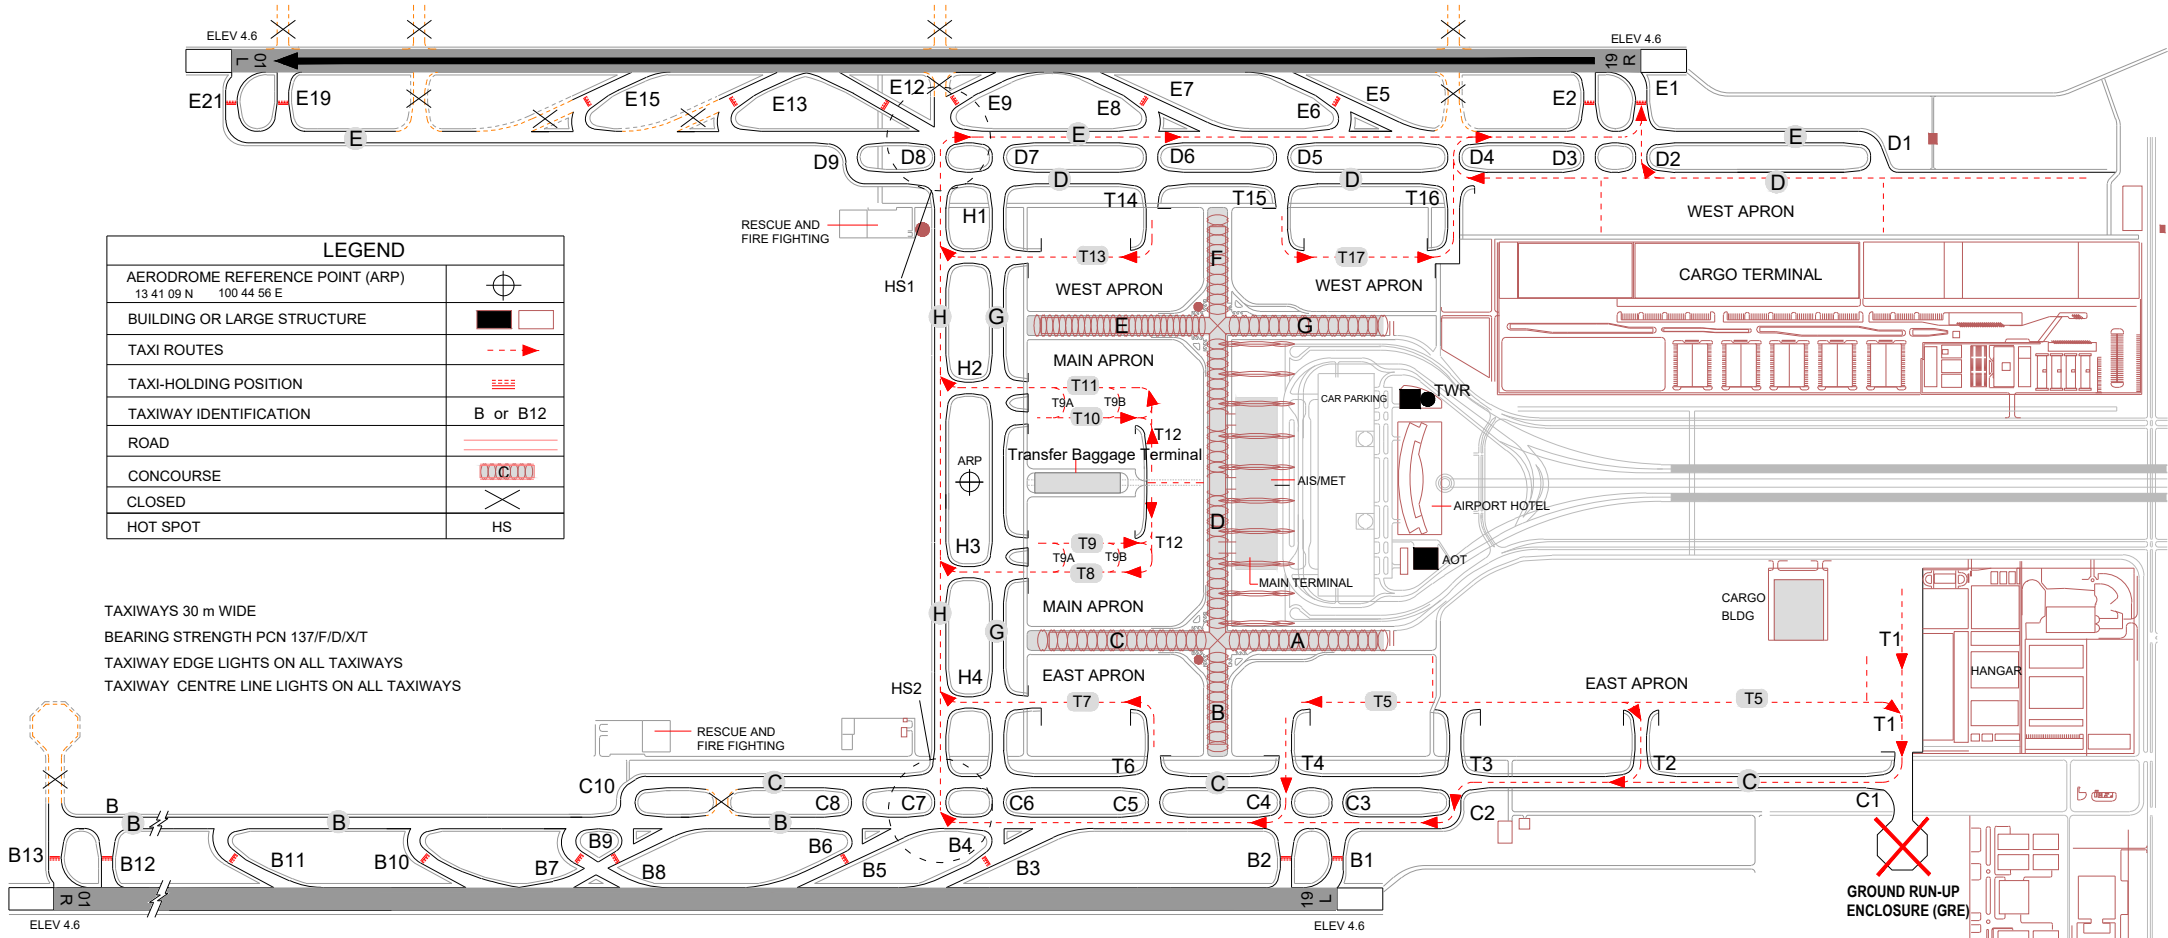 ELEV 4.6
ELEV 4.6
01
L
19
R
E21
E19
E15
E13
E12
E9
E8
E7
E6
E5
E2
E1
E
E
E
D9
D8
D7
D6
D5
D4
D3
D2
D1
D
D
D
H1
T14
T15
T16
WEST APRON
RESCUE AND
FIRE FIGHTING
T13
T17
F
HS1
WEST APRON
WEST APRON
CARGO TERMINAL
LEGEND
AERODROME REFERENCE POINT (ARP)
13 41 09 N 100 44 56 E
BUILDING OR LARGE STRUCTURE
TAXI ROUTES
TAXI-HOLDING POSITION
TAXIWAY IDENTIFICATION B or B12
ROAD
CONCOURSE C
CLOSED
HOT SPOT HS
H
G
E
G
MAIN APRON
H2
T11
T9A
T9B
T10
T12
CAR PARKING
TWR
Transfer Baggage Terminal
ARP
AIS/MET
AIRPORT HOTEL
D
H3
T9
T12
T9A
T9B
T8
AOT
MAIN TERMINAL
MAIN APRON
CARGO
BLDG
H
G
C
A
T1
HANGAR
TAXIWAYS 30 m WIDE
BEARING STRENGTH PCN 137/F/D/X/T
TAXIWAY EDGE LIGHTS ON ALL TAXIWAYS
TAXIWAY CENTRE LINE LIGHTS ON ALL TAXIWAYS
H4
EAST APRON
EAST APRON
HS2
T7
T5
T5
B
T1
RESCUE AND
FIRE FIGHTING
T6
T4
T3
T2
C10
C
C
C
C8
C7
C6
C5
C4
C3
C2
C1
B
B
B
B
B13
B12
B11
B10
B9
B7
B8
B6
B5
B4
B3
B2
B1
R
01
19
L
ELEV 4.6
ELEV 4.6
GROUND RUN-UP
ENCLOSURE (GRE)